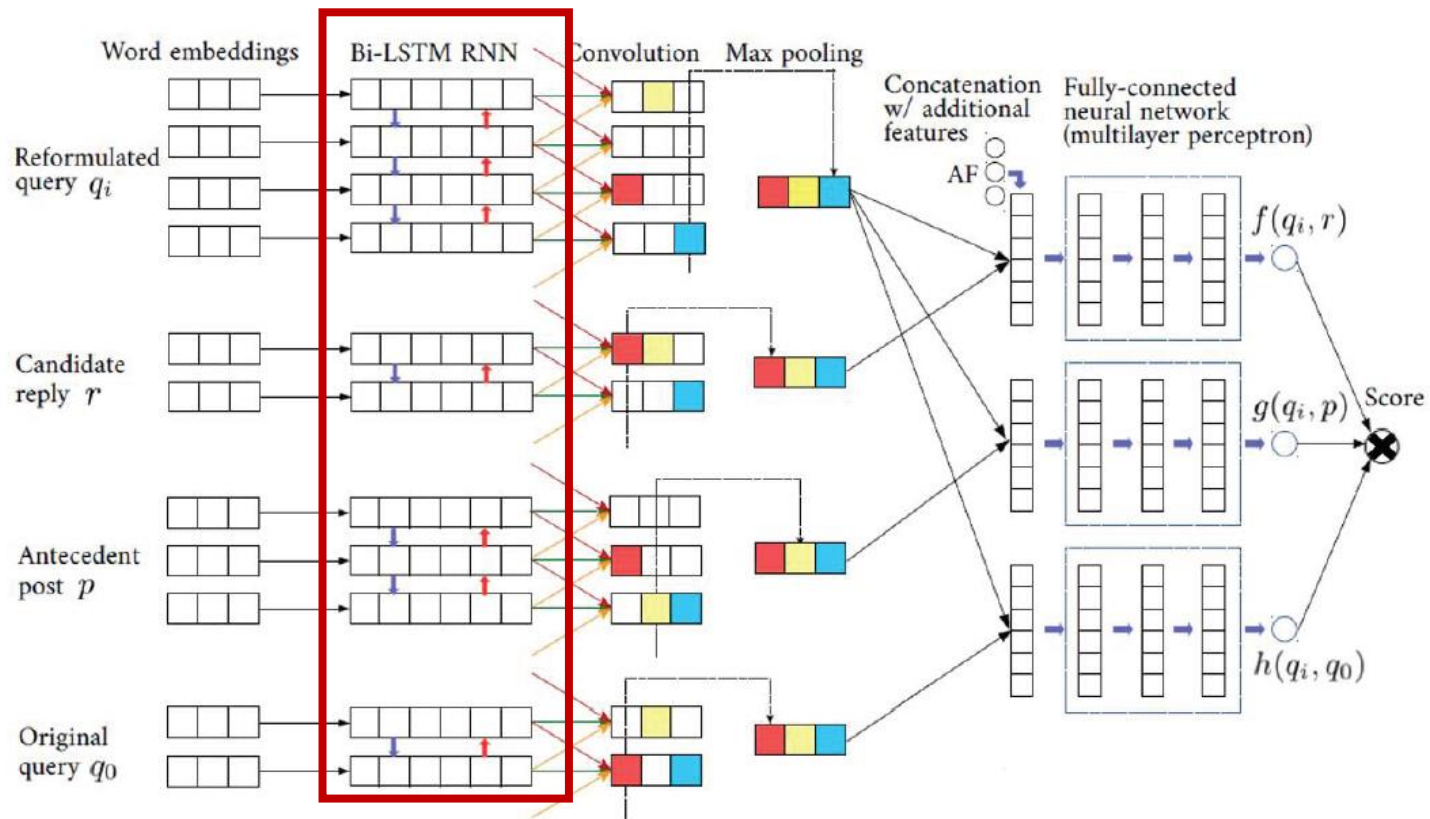 Word embeddings
Bi-LSTM RNN
Convolution
Max pooling
Concatenation
w/ additional
features
Fully-connected
neural network
(multilayer perceptron)
AF
Reformulated
query qᵢ
f(qᵢ, r)
Candidate
reply r
g(qᵢ, p)
Score
Antecedent
post p
h(qᵢ, q₀)
Original
query q₀